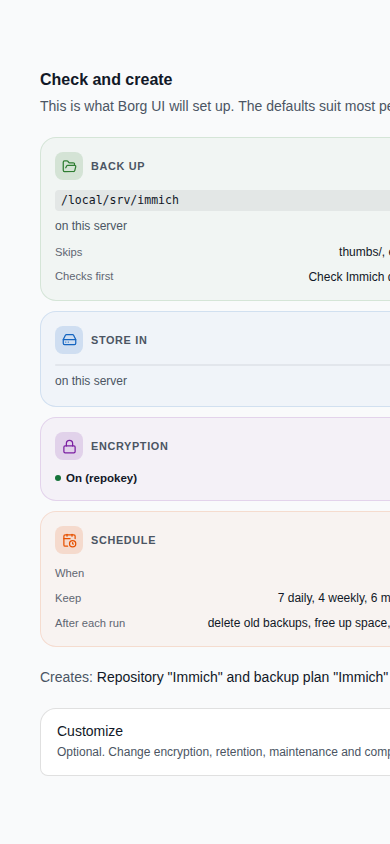 Check and create
This is what Borg UI will set up. The defaults suit most
BACK UP
/local/srv/immich
on this server
Skips thumbs/,
Checks first Check Immich
STORE IN
on this server
ENCRYPTION
On (repokey)
SCHEDULE
When
Keep 7 daily, 4 weekly, 6
After each run delete old backups, free up space,
Creates: Repository "Immich" and backup plan "Immich"
Customize
Optional. Change encryption, retention, maintenance and